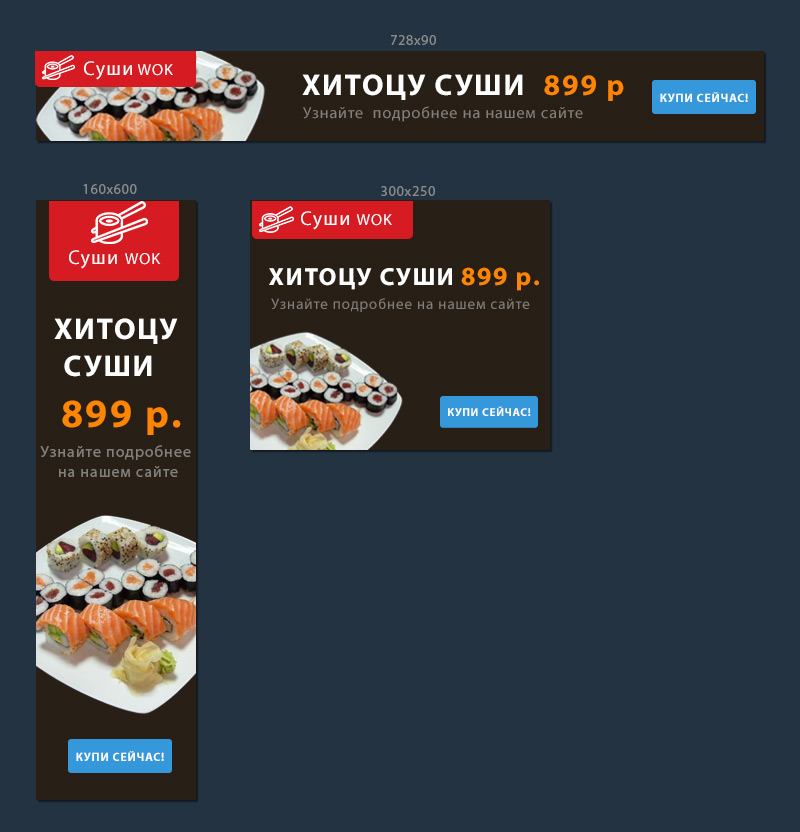 728x90
Суши WOK
ХИТОЦУ СУШИ 899 р
Узнайте подробнее на нашем сайте
КУПИ СЕЙЧАС!
160x600
Суши WOK
ХИТОЦУ
СУШИ
899 р.
Узнайте подробнее
на нашем сайте
КУПИ СЕЙЧАС!
300x250
Суши WOK
ХИТОЦУ СУШИ 899 р.
Узнайте подробнее на нашем сайте
КУПИ СЕЙЧАС!